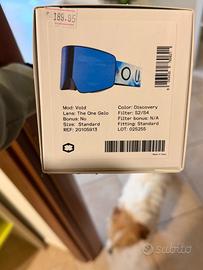 189.95
OU
Mod: Void
Lens: The One Gelo
Bonus: No
Size: Standard
REF: 20105913
Color: Discovery
Filter: S2/S4
Filter bonus: N/A
Fitting: Standard
LOT: 025255
subito